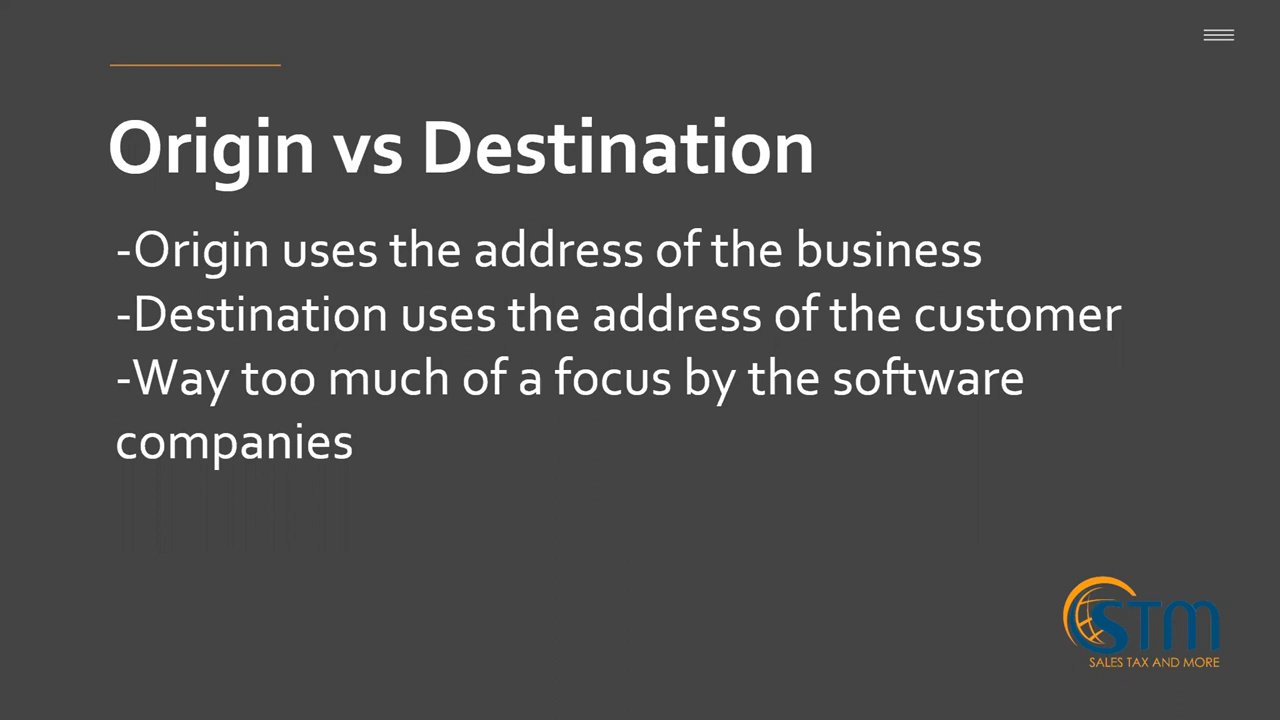 Origin vs Destination
-Origin uses the address of the business
-Destination uses the address of the customer
-Way too much of a focus by the software
companies
STM
SALES TAX AND MORE